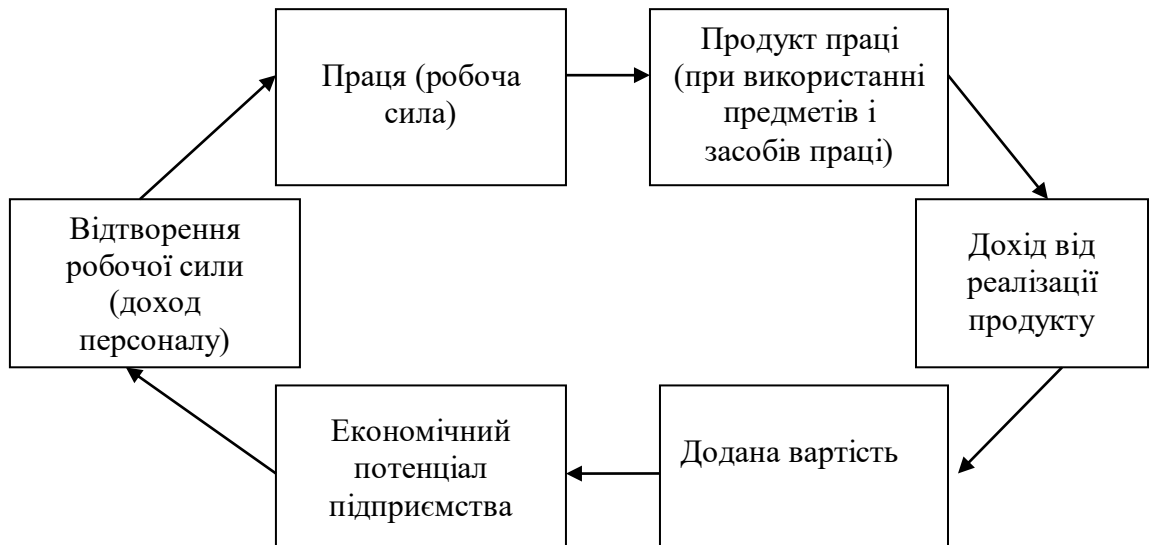 Праця (робоча
сила)
Продукт праці
(при використанні
предметів і
засобів праці)
Відтворення
робочої сили
(доход
персоналу)
Дохід від
реалізації
продукту
Економічний
потенціал
підприємства
Додана вартість